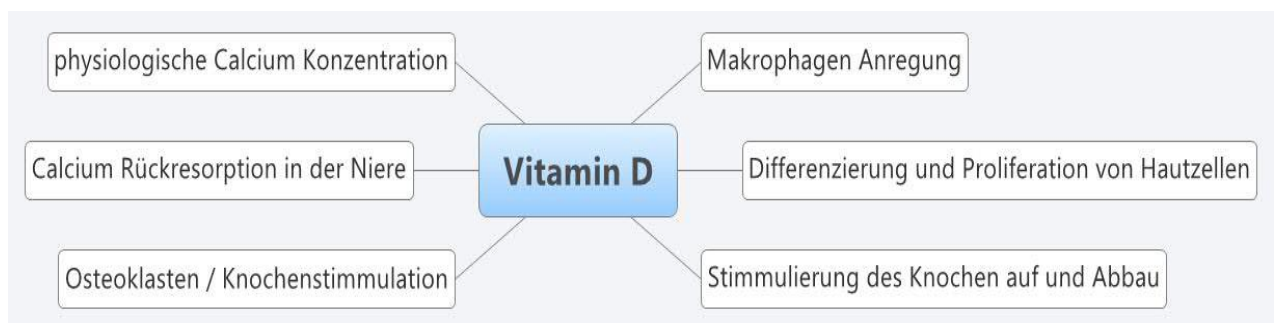 physiologische Calcium Konzentration
Makrophagen Anregung
Calcium Rückresorption in der Niere
Vitamin D
Differenzierung und Proliferation von Hautzellen
Osteoklasten / Knochenstimmulation
Stimmulierung des Knochen auf und Abbau